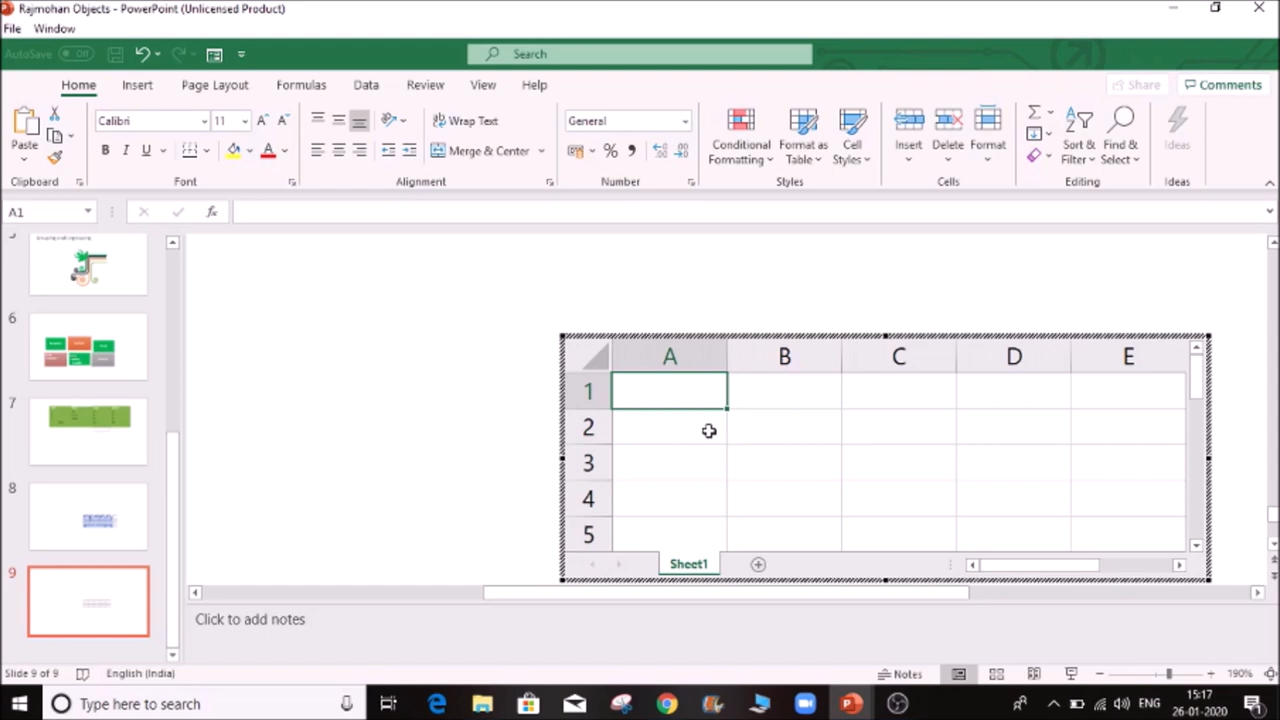 Rajmohan Objects - PowerPoint (Unlicensed Product)
File Window
AutoSave Off
Search
Home Insert Page Layout Formulas Data Review View Help
Share Comments
Paste
Calibri 11
B I U A
Wrap Text
Merge & Center
General
% ,
Conditional Formatting
Format as Table
Cell Styles
Insert
Delete
Format
Sort & Filter
Find & Select
Ideas
Clipboard Font Alignment Number Styles Cells Editing Ideas
A1 fx
A B C D E
1
2
3
4
5
Sheet1
6
7
8
9
Click to add notes
Slide 9 of 9 English (India) Notes 190%
Type here to search
ENG
15:17
26-01-2020